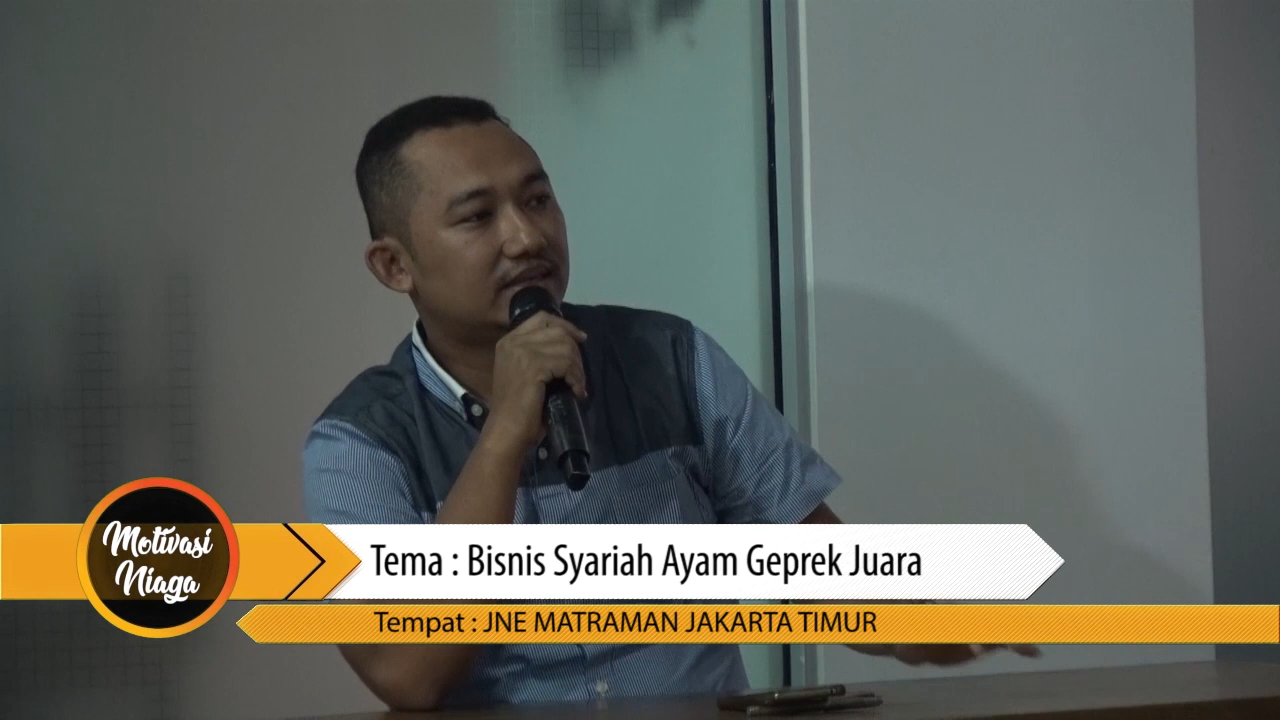 Motivasi
Niaga
Tema : Bisnis Syariah Ayam Geprek Juara
Tempat : JNE MATRAMAN JAKARTA TIMUR